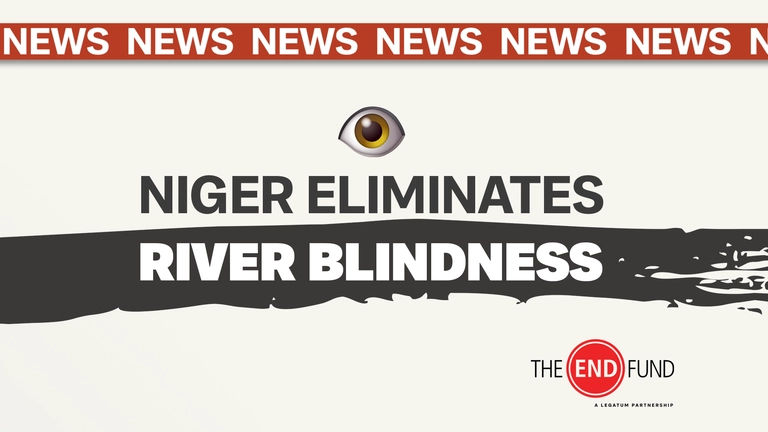 NEWS NEWS NEWS NEWS NEWS NEWS N
NIGER ELIMINATES
RIVER BLINDNESS
THE END FUND
A LEGATUM PARTNERSHIP